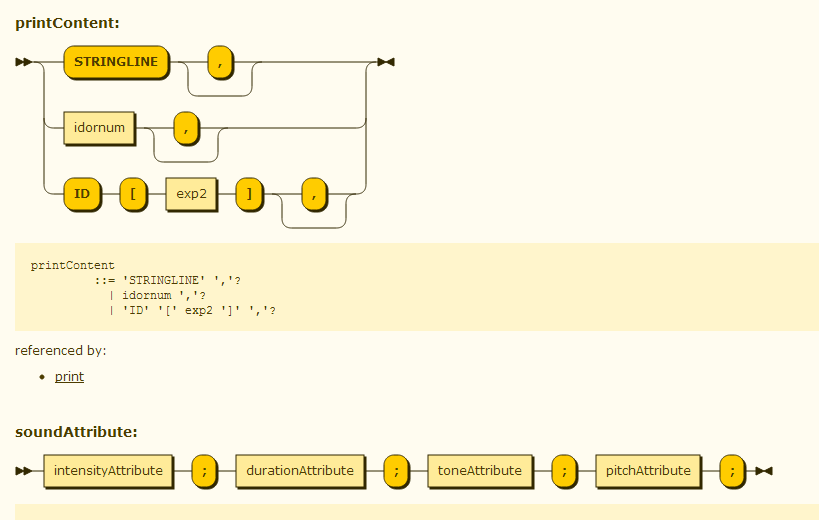 printContent:
STRINGLINE ,
idornum ,
ID [ exp2 ] ,
printContent
::= 'STRINGLINE' ','?
| idornum ','?
| 'ID' '[' exp2 ']' ','?
referenced by:
• print
soundAttribute:
intensityAttribute ; durationAttribute ; toneAttribute ; pitchAttribute ;